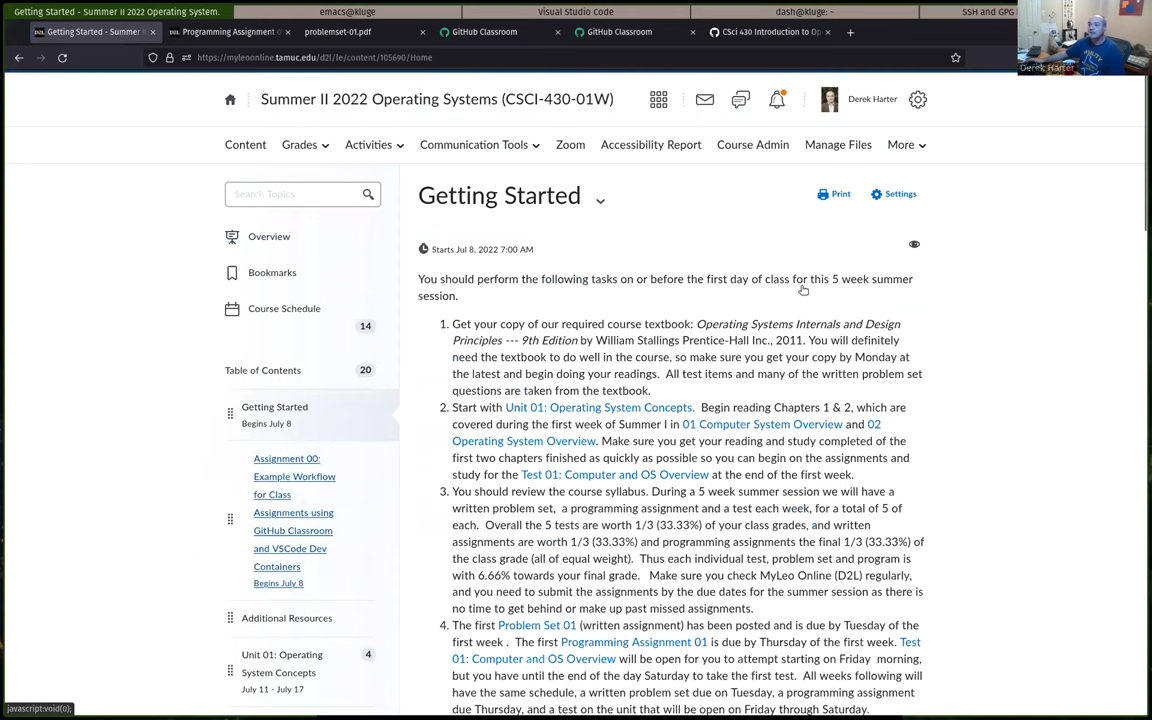 Getting Started - Summer II 2022 Operating System.
emacs@kluge
Visual Studio Code
dash@kluge: ~
SSH and GPG
D2L Getting Started - Summer I
D2L Programming Assignment 0
problemset-01.pdf
GitHub Classroom
GitHub Classroom
CSci 430 Introduction to Op
https://myleoonline.tamuc.edu/d2l/le/content/105690/Home
Derek Harter
Summer II 2022 Operating Systems (CSCI-430-01W)
Derek Harter
Content
Grades
Activities
Communication Tools
Zoom
Accessibility Report
Course Admin
Manage Files
More
Search Topics
Overview
Bookmarks
Course Schedule
14
Table of Contents
20
Getting Started
Begins July 8
Assignment 00:
Example Workflow
for Class
Assignments using
GitHub Classroom
and VSCode Dev
Containers
Begins July 8
Additional Resources
Unit 01: Operating
System Concepts
4
July 11 - July 17
Getting Started
Print
Settings
Starts Jul 8, 2022 7:00 AM
You should perform the following tasks on or before the first day of class for this 5 week summer
session.
1. Get your copy of our required course textbook: Operating Systems Internals and Design
Principles --- 9th Edition by William Stallings Prentice-Hall Inc., 2011. You will definitely
need the textbook to do well in the course, so make sure you get your copy by Monday at
the latest and begin doing your readings. All test items and many of the written problem set
questions are taken from the textbook.
2. Start with Unit 01: Operating System Concepts. Begin reading Chapters 1 & 2, which are
covered during the first week of Summer I in 01 Computer System Overview and 02
Operating System Overview. Make sure you get your reading and study completed of the
first two chapters finished as quickly as possible so you can begin on the assignments and
study for the Test 01: Computer and OS Overview at the end of the first week.
3. You should review the course syllabus. During a 5 week summer session we will have a
written problem set, a programming assignment and a test each week, for a total of 5 of
each. Overall the 5 tests are worth 1/3 (33.33%) of your class grades, and written
assignments are worth 1/3 (33.33%) and programming assignments the final 1/3 (33.33%) of
the class grade (all of equal weight). Thus each individual test, problem set and program is
with 6.66% towards your final grade. Make sure you check MyLeo Online (D2L) regularly,
and you need to submit the assignments by the due dates for the summer session as there is
no time to get behind or make up past missed assignments.
4. The first Problem Set 01 (written assignment) has been posted and is due by Tuesday of the
first week . The first Programming Assignment 01 is due by Thursday of the first week. Test
01: Computer and OS Overview will be open for you to attempt starting on Friday morning,
but you have until the end of the day Saturday to take the first test. All weeks following will
have the same schedule, a written problem set due on Tuesday, a programming assignment
due Thursday, and a test on the unit that will be open on Friday through Saturday.
javascript:void(0);